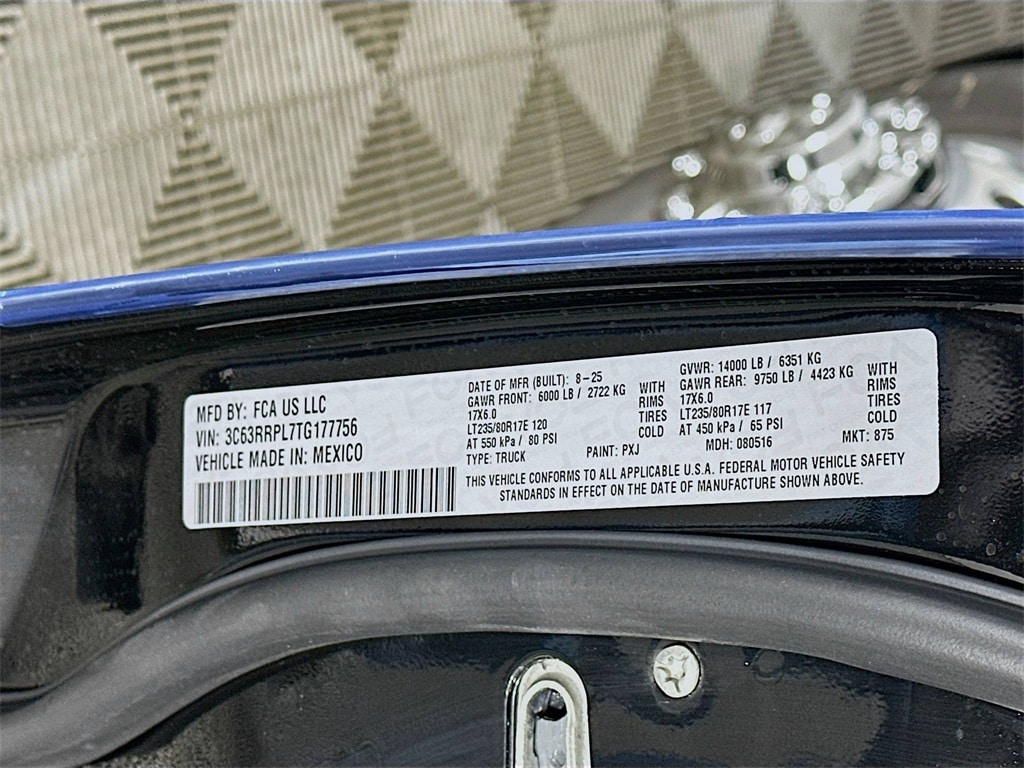 MFD BY: FCA US LLC
VIN: 3C63RRPL7TG177756
VEHICLE MADE IN: MEXICO
DATE OF MFR (BUILT): 8-25
GAWR FRONT: 6000 LB / 2722 KG WITH
17X6.0 RIMS
LT235/80R17E 120 TIRES
AT 550 kPa / 80 PSI COLD
TYPE: TRUCK PAINT: PXJ
GVWR: 14000 LB / 6351 KG
GAWR REAR: 9750 LB / 4423 KG WITH
17X6.0 RIMS
LT235/80R17E 117 TIRES
AT 450 kPa / 65 PSI COLD
MDH: 080516 MKT: 875
THIS VEHICLE CONFORMS TO ALL APPLICABLE U.S.A. FEDERAL MOTOR VEHICLE SAFETY
STANDARDS IN EFFECT ON THE DATE OF MANUFACTURE SHOWN ABOVE.